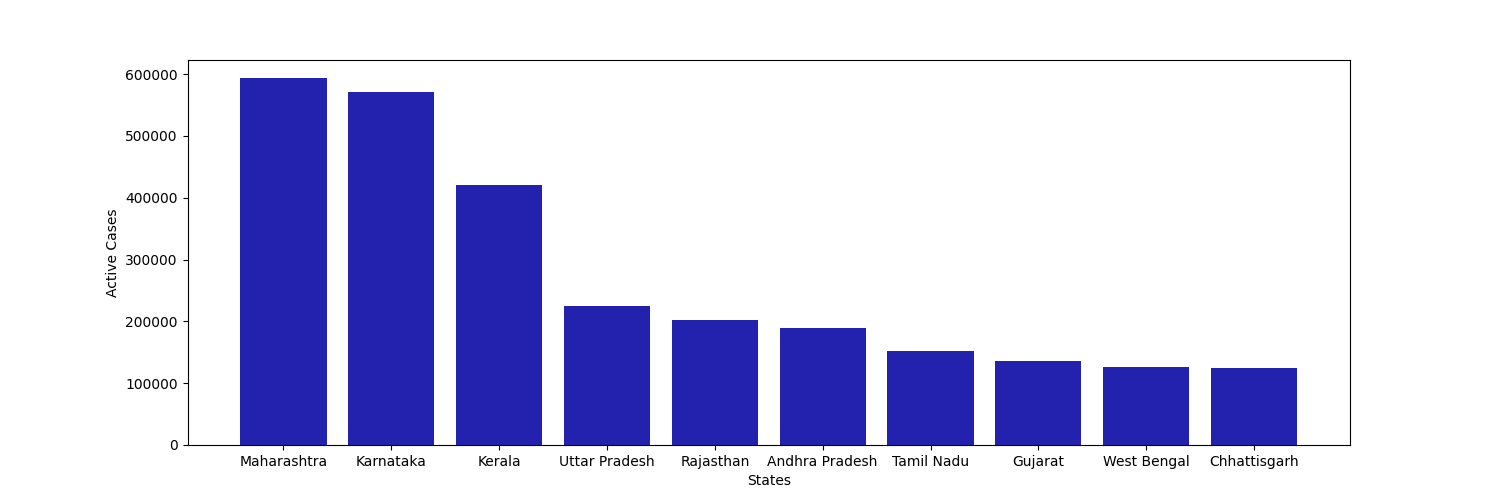 600000
500000
400000
300000
200000
100000
0
Active Cases
Maharashtra Karnataka Kerala Uttar Pradesh Rajasthan Andhra Pradesh Tamil Nadu Gujarat West Bengal Chhattisgarh
States